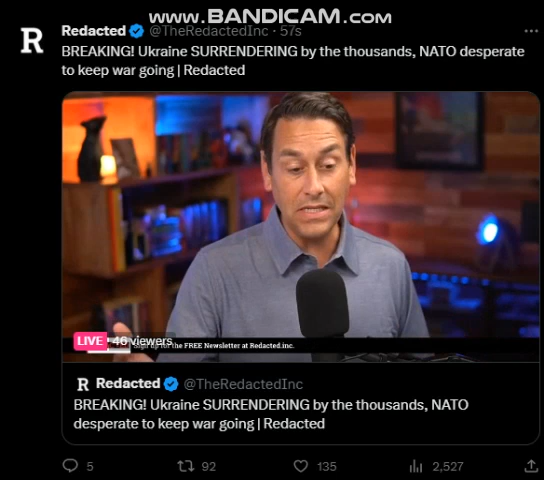 www.BANDICAM.com
Redacted @TheRedactedInc · 57s
BREAKING! Ukraine SURRENDERING by the thousands, NATO desperate
to keep war going | Redacted
R
LIVE 46 viewers
Sign up for the FREE Newsletter at Redacted.inc.
R Redacted @TheRedactedInc
BREAKING! Ukraine SURRENDERING by the thousands, NATO
desperate to keep war going | Redacted
5 92 135 2,527